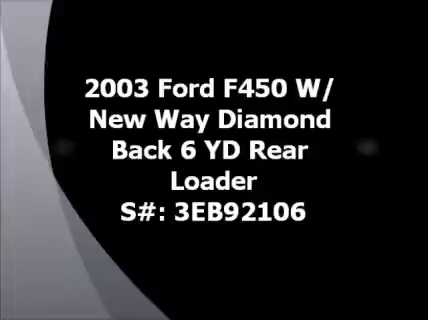 2003 Ford F450 W/
New Way Diamond
Back 6 YD Rear
Loader
S#: 3EB92106